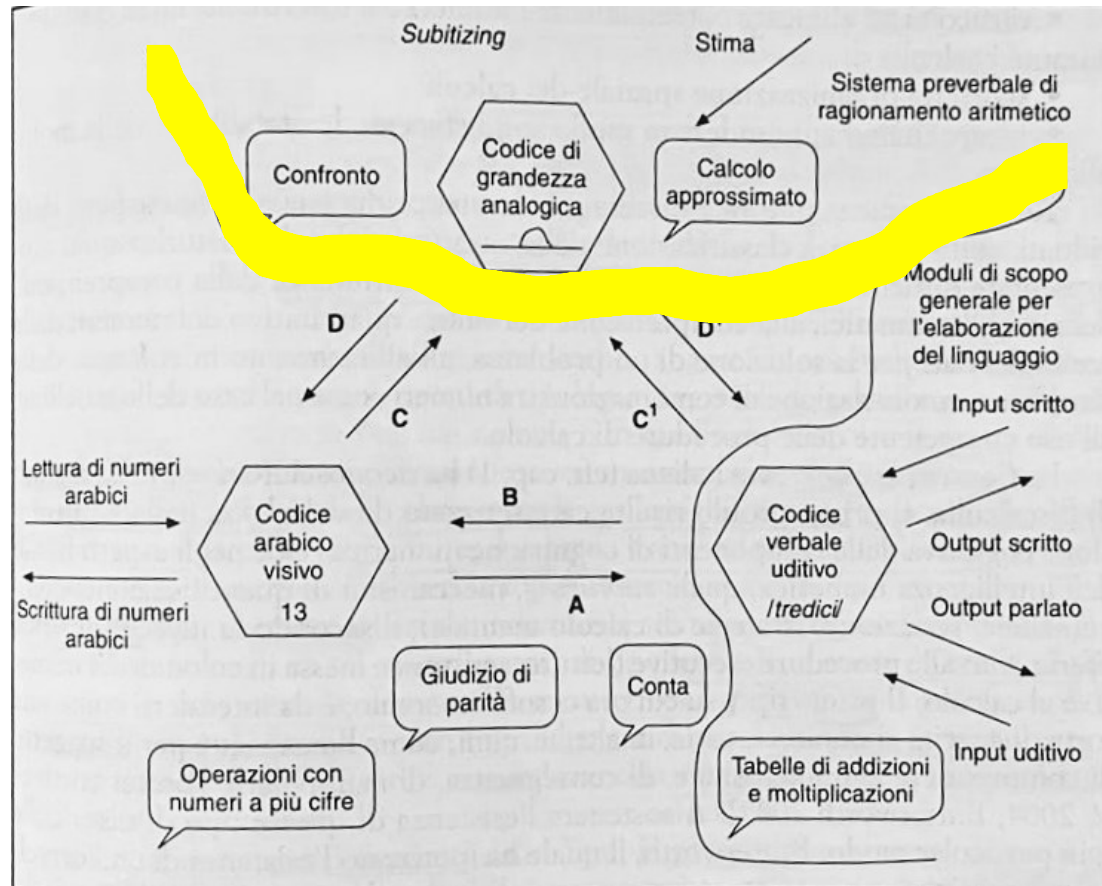 Subitizing
Stima
Sistema preverbale di
ragionamento aritmetico
Confronto
Codice di
grandezza
analogica
Calcolo
approssimato
Moduli di scopo
generale per
l'elaborazione
del linguaggio
D
D¹
C
C¹
Input scritto
Lettura di numeri
arabici
Codice
arabico
visivo
13
B
A
Codice
verbale
uditivo
/tredici/
Output scritto
Output parlato
Scrittura di numeri
arabici
Giudizio di
parità
Conta
Input uditivo
Operazioni con
numeri a più cifre
Tabelle di addizioni
e moltiplicazioni